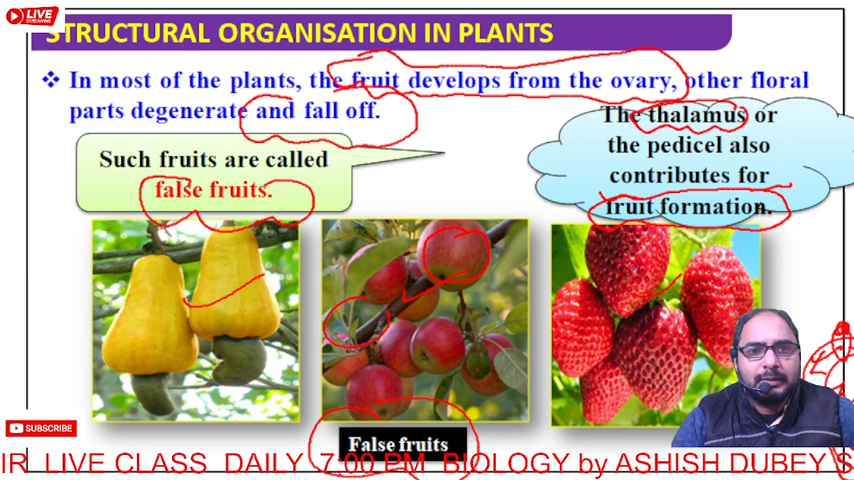 LIVE
STREAMING
STRUCTURAL ORGANISATION IN PLANTS
❖ In most of the plants, the fruit develops from the ovary, other floral
parts degenerate and fall off.
Such fruits are called
false fruits.
The thalamus or
the pedicel also
contributes for
fruit formation.
False fruits
SUBSCRIBE
IR LIVE CLASS DAILY 7:00 PM BIOLOGY by ASHISH DUBEY S